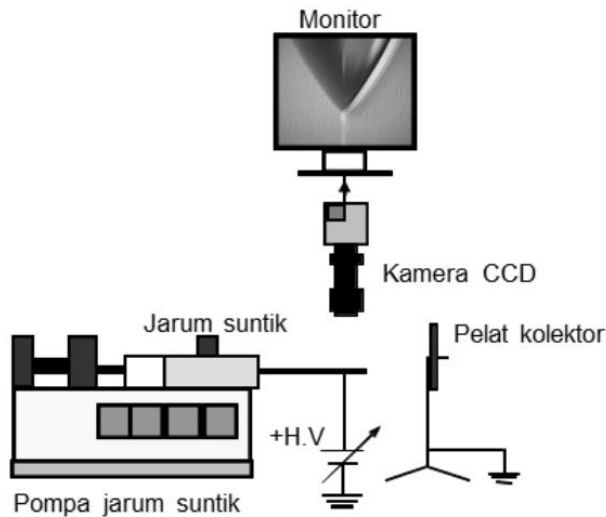 Monitor
Kamera CCD
Jarum suntik
Pelat kolektor
+H.V
Pompa jarum suntik